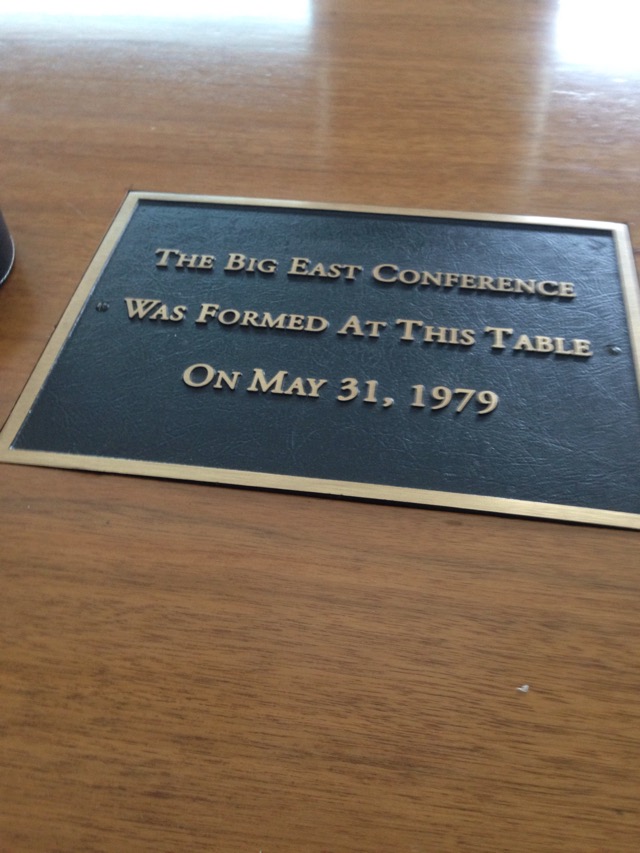 The Big East Conference
Was Formed At This Table
On May 31, 1979